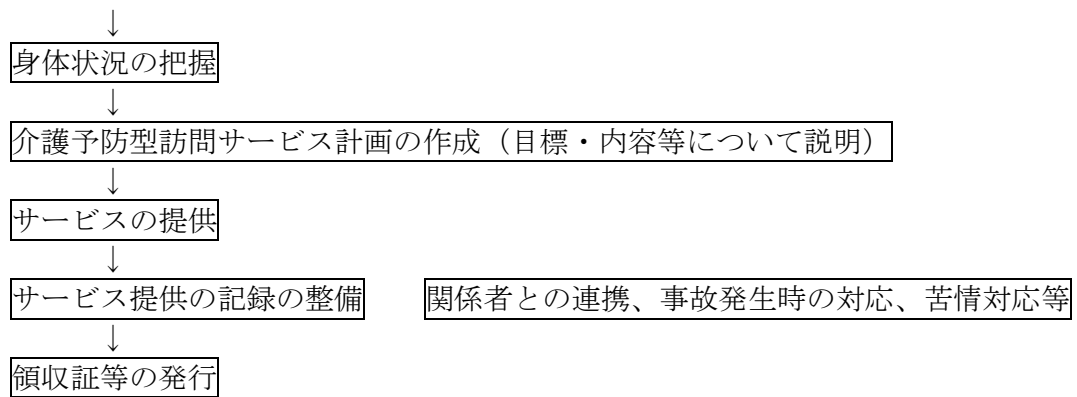 ↓
身体状況の把握
↓
介護予防型訪問サービス計画の作成（目標・内容等について説明）
↓
サービスの提供
↓
サービス提供の記録の整備 関係者との連携、事故発生時の対応、苦情対応等
↓
領収証等の発行